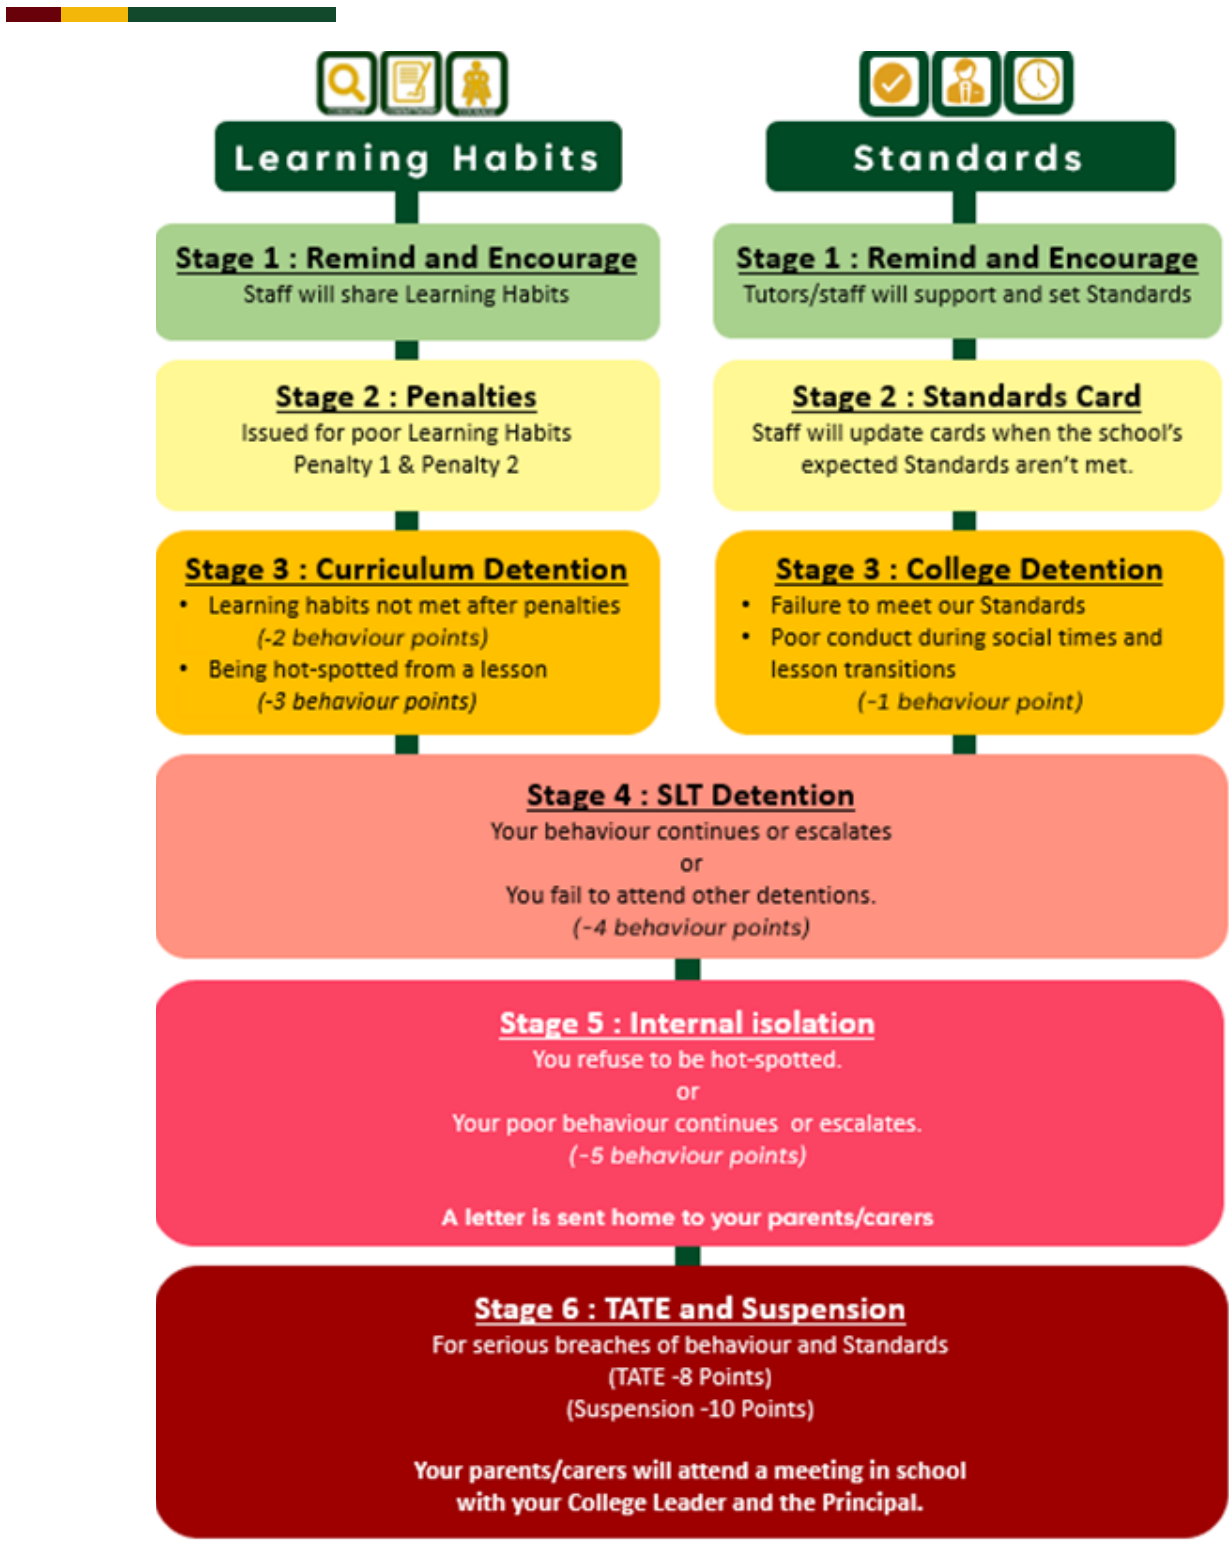 Learning Habits
Stage 1 : Remind and Encourage
Staff will share Learning Habits
Stage 2 : Penalties
Issued for poor Learning Habits
Penalty 1 & Penalty 2
Stage 3 : Curriculum Detention
• Learning habits not met after penalties
(-2 behaviour points)
• Being hot-spotted from a lesson
(-3 behaviour points)
Standards
Stage 1 : Remind and Encourage
Tutors/staff will support and set Standards
Stage 2 : Standards Card
Staff will update cards when the school's
expected Standards aren't met.
Stage 3 : College Detention
• Failure to meet our Standards
• Poor conduct during social times and
lesson transitions
(-1 behaviour point)
Stage 4 : SLT Detention
Your behaviour continues or escalates
or
You fail to attend other detentions.
(-4 behaviour points)
Stage 5 : Internal isolation
You refuse to be hot-spotted.
or
Your poor behaviour continues or escalates.
(-5 behaviour points)
A letter is sent home to your parents/carers
Stage 6 : TATE and Suspension
For serious breaches of behaviour and Standards
(TATE -8 Points)
(Suspension -10 Points)
Your parents/carers will attend a meeting in school
with your College Leader and the Principal.